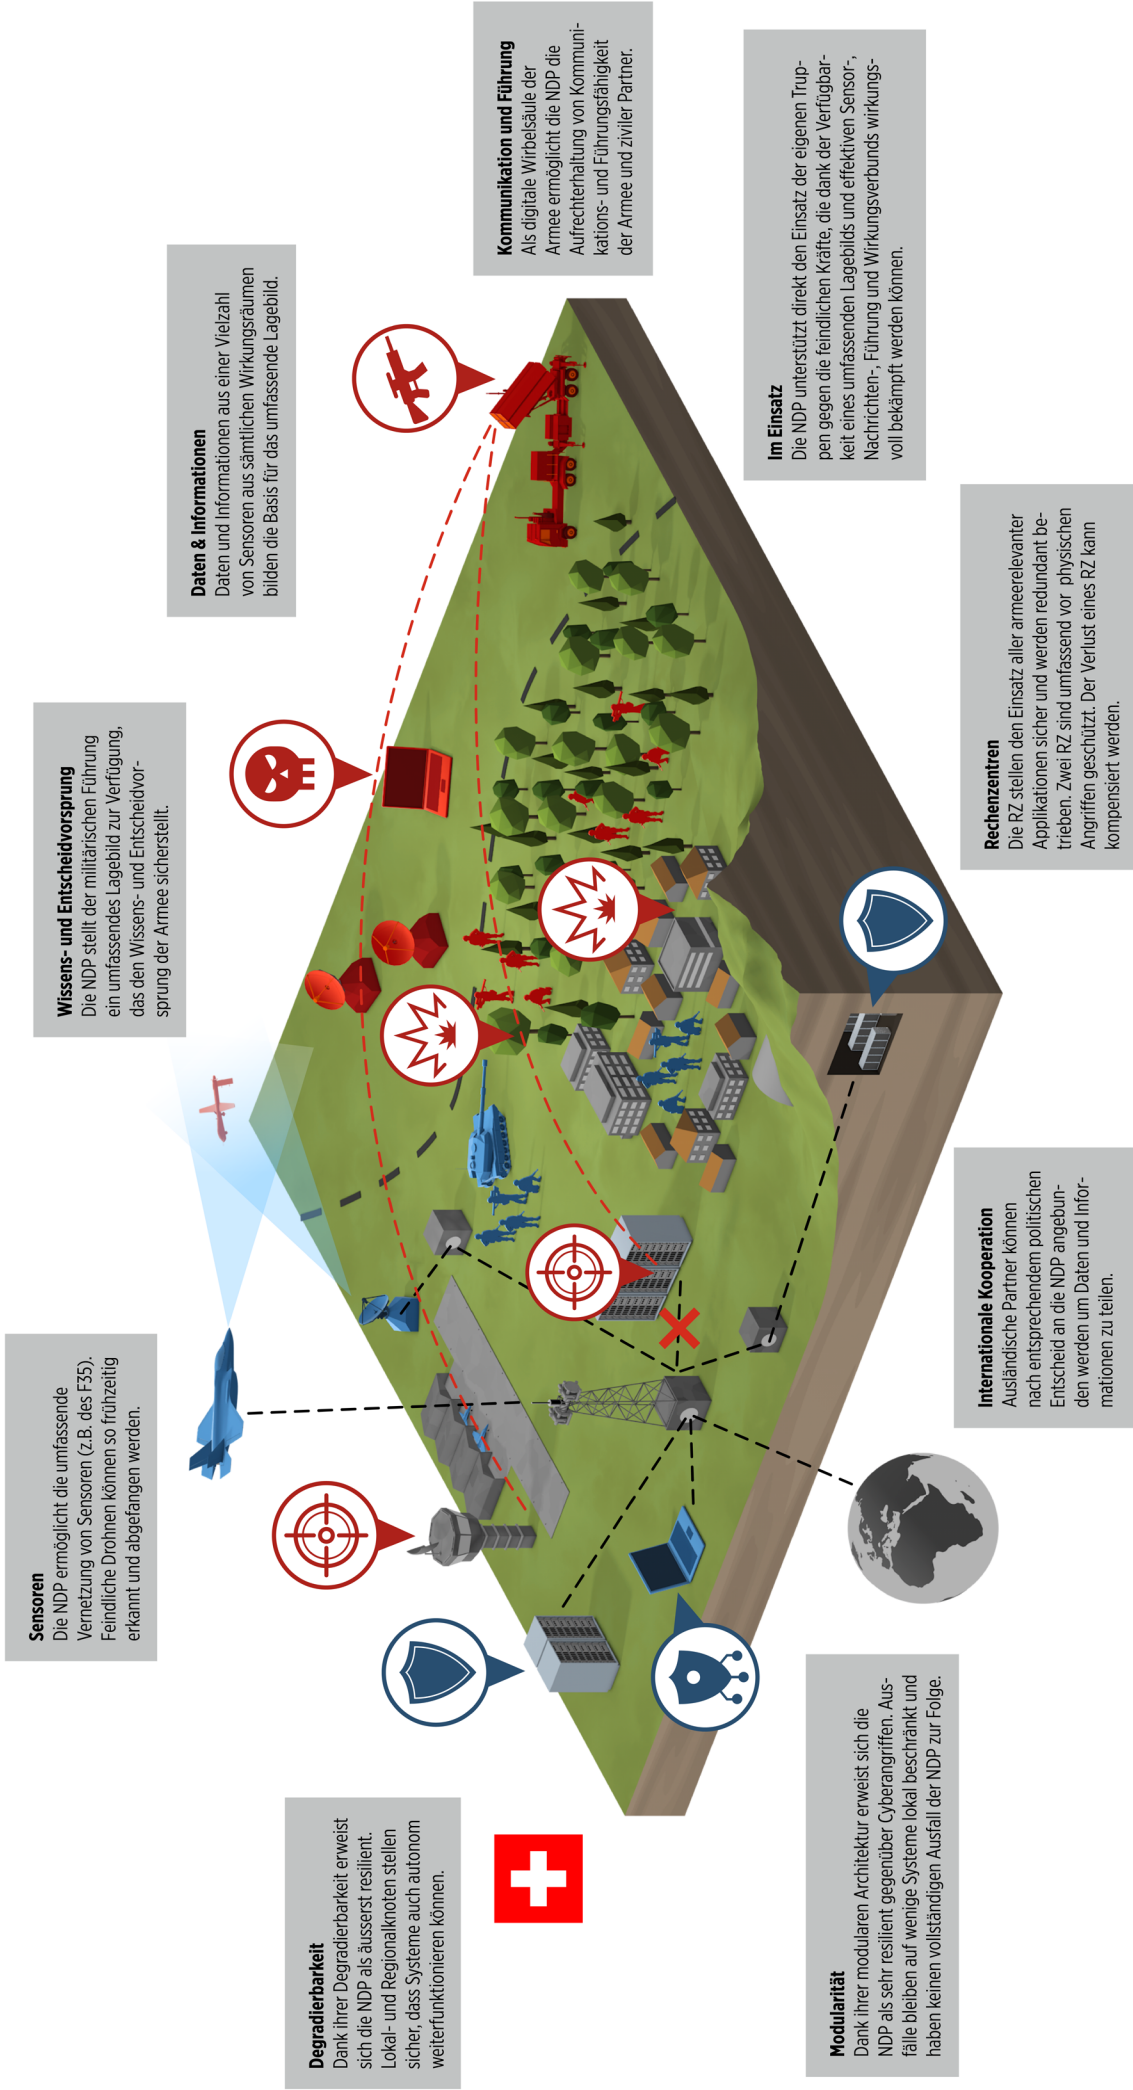 Sensoren
Die NDP ermöglicht die umfassende
Vernetzung von Sensoren (z.B. des F35).
Feindliche Drohnen können so frühzeitig
erkannt und abgefangen werden.
Wissens- und Entscheidvorsprung
Die NDP stellt der militärischen Führung
ein umfassendes Lagebild zur Verfügung,
das den Wissens- und Entscheidvor-
sprung der Armee sicherstellt.
Daten & Informationen
Daten und Informationen aus einer Vielzahl
von Sensoren aus sämtlichen Wirkungsräumen
bilden die Basis für das umfassende Lagebild.
Degradierbarkeit
Dank ihrer Degradierbarkeit erweist
sich die NDP als äusserst resilient.
Lokal- und Regionalknoten stellen
sicher, dass Systeme auch autonom
weiterfunktionieren können.
Kommunikation und Führung
Als digitale Wirbelsäule der
Armee ermöglicht die NDP die
Aufrechterhaltung von Kommuni-
kations- und Führungsfähigkeit
der Armee und ziviler Partner.
Im Einsatz
Die NDP unterstützt direkt den Einsatz der eigenen Trup-
pen gegen die feindlichen Kräfte, die dank der Verfügbar-
keit eines umfassenden Lagebilds und effektiven Sensor-,
Nachrichten-, Führung und Wirkungsverbunds wirkungs-
voll bekämpft werden können.
Modularität
Dank ihrer modularen Architektur erweist sich die
NDP als sehr resilient gegenüber Cyberangriffen. Aus-
fälle bleiben auf wenige Systeme lokal beschränkt und
haben keinen vollständigen Ausfall der NDP zur Folge.
Internationale Kooperation
Ausländische Partner können
nach entsprechendem politischen
Entscheid an die NDP angebun-
den werden um Daten und Infor-
mationen zu teilen.
Rechenzentren
Die RZ stellen den Einsatz aller armeerelevanter
Applikationen sicher und werden redundant be-
trieben. Zwei RZ sind umfassend vor physischen
Angriffen geschützt. Der Verlust eines RZ kann
kompensiert werden.